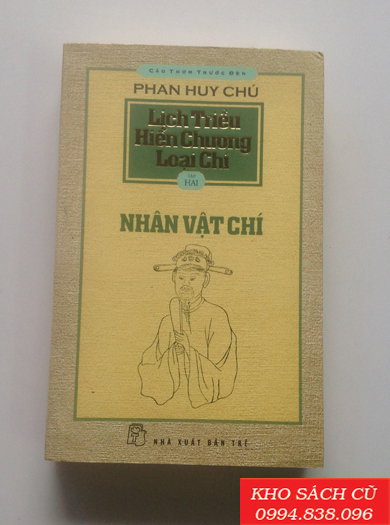 CẢO THƠM TRƯỚC ĐÈN
PHAN HUY CHÚ
Lịch Triều
Hiến Chương
Loại Chí
TẬP
HAI
NHÂN VẬT CHÍ
NHÀ XUẤT BẢN TRẺ
KHO SÁCH CŨ
0994.838.096